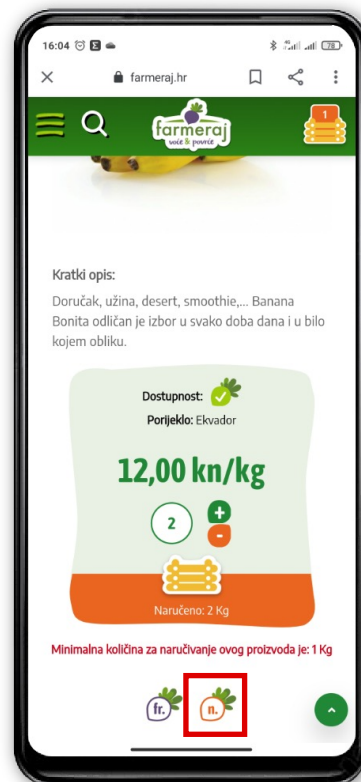 16:04
78
farmeraj.hr
farmeraj
voće & povrće
1
Kratki opis:
Doručak, užina, desert, smoothie,... Banana
Bonita odličan je izbor u svako doba dana i u bilo
kojem obliku.
Dostupnost:
Porijeklo: Ekvador
12,00 kn/kg
2
+
-
Naručeno: 2 Kg
Minimalna količina za naručivanje ovog proizvoda je: 1 Kg
fr.
n.